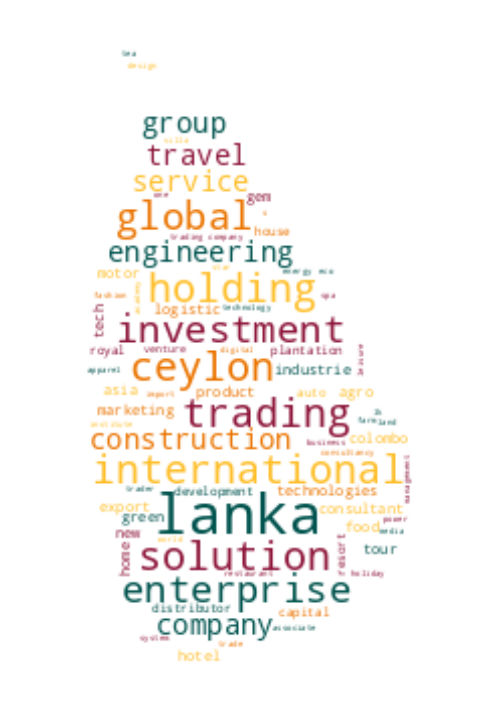 tea
design
group
villa
travel
service
one
gem
global
house
trading company
engineering
star
motor
energy eco
holding
fashion
academy
spa
logistic
technology
tech
investment
royal
venture
digital
plantation
leisure
ceylon
apparel
industrie
asia
import
product
auto
agro
marketing
trading
lk
farm
land
institute
construction
business
colombo
consultancy
international
management
trader
development
technologies
export
lanka
consultant
green
power
food
media
new
world
home
solution
resort
tour
restaurant
holiday
enterprise
distributor
capital
company
associate
system
trade
hotel